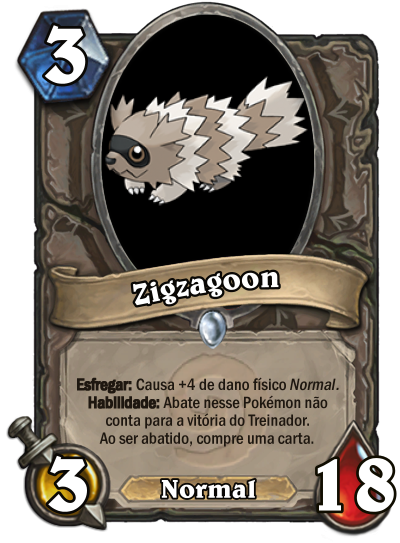 3
Zigzagoon
Esfregar: Causa +4 de dano físico Normal.
Habilidade: Abate nesse Pokémon não
conta para a vitória do Treinador.
Ao ser abatido, compre uma carta.
3
Normal
18